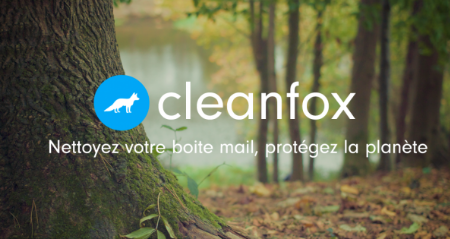 cleanfox
Nettoyez votre boite mail, protégez la planète